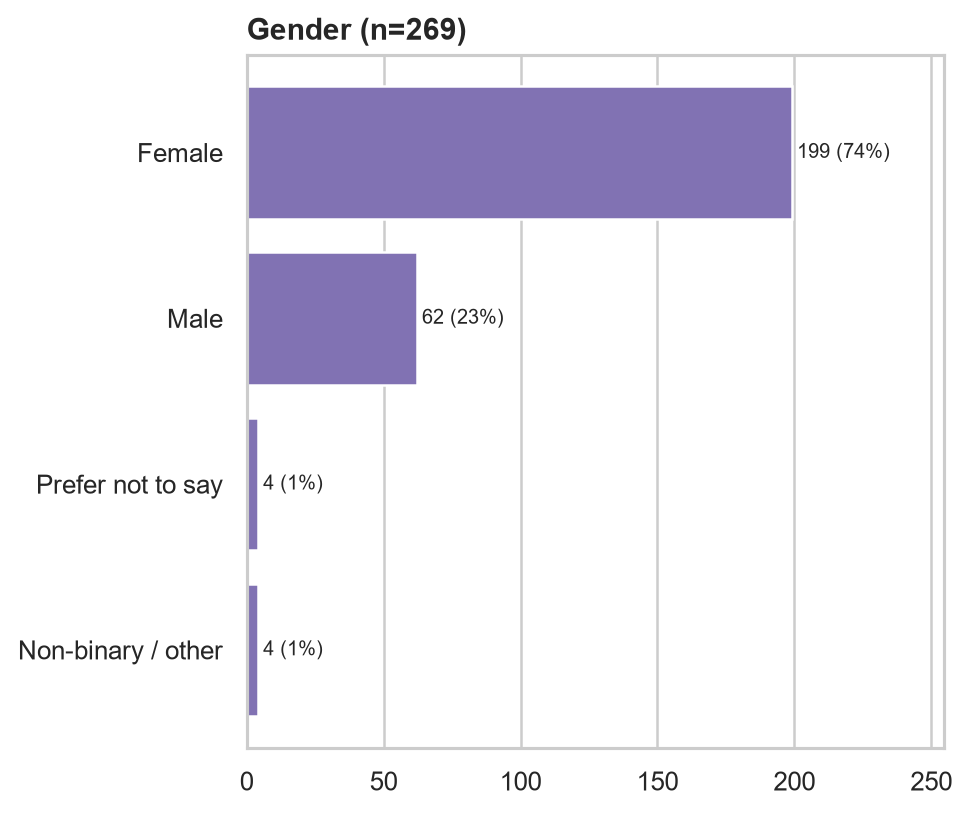 Gender (n=269)
Female
199 (74%)
Male
62 (23%)
Prefer not to say
4 (1%)
Non-binary / other
4 (1%)
0 50 100 150 200 250